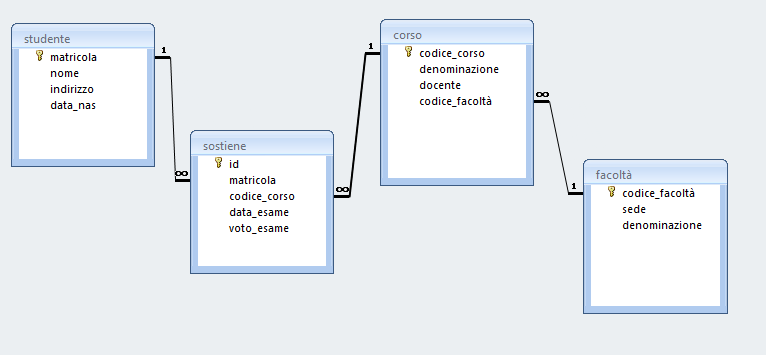 studente
matricola
nome
indirizzo
data_nas
1
∞
sostiene
id
matricola
codice_corso
data_esame
voto_esame
∞
1
corso
codice_corso
denominazione
docente
codice_facoltà
∞
1
facoltà
codice_facoltà
sede
denominazione